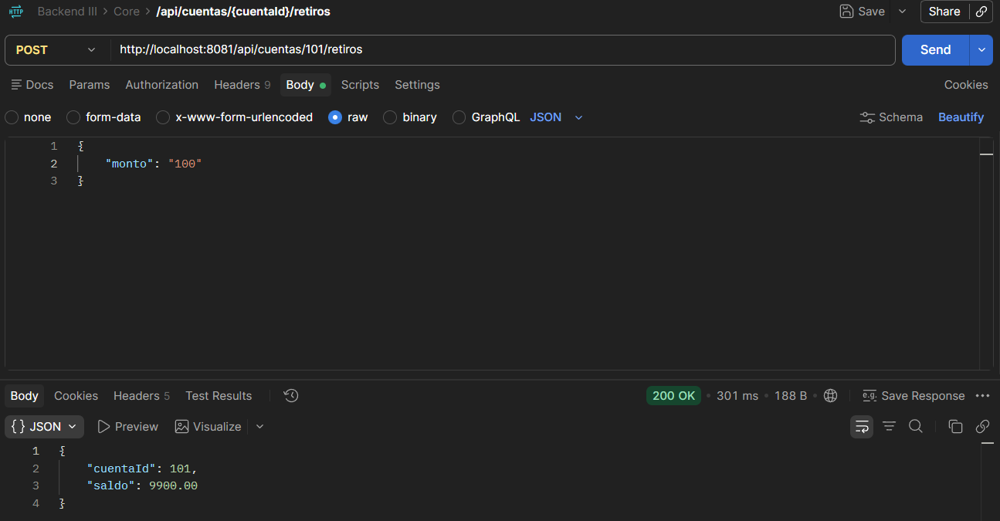 HTTP Backend III > Core > /api/cuentas/{cuentaId}/retiros Save Share
POST http://localhost:8081/api/cuentas/101/retiros Send
Docs Params Authorization Headers 9 Body Scripts Settings Cookies
none form-data x-www-form-urlencoded raw binary GraphQL JSON Schema Beautify
1 {
2 "monto": "100"
3 }
Body Cookies Headers 5 Test Results 200 OK • 301 ms • 188 B • e.g. Save Response
{} JSON Preview Visualize
1 {
2 "cuentaId": 101,
3 "saldo": 9900.00
4 }